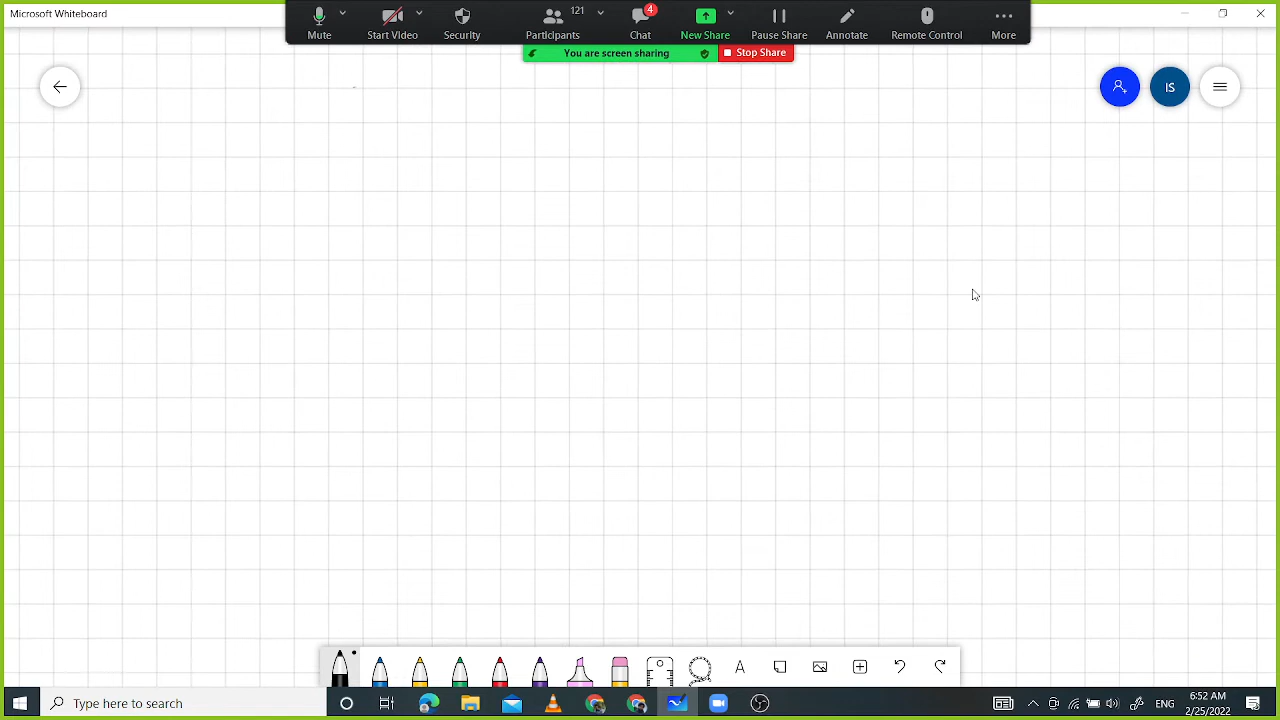 Microsoft Whiteboard
121
4
Mute
Start Video
Security
Participants
Chat
New Share
Pause Share
Annotate
Remote Control
More
You are screen sharing
Stop Share
IS
A
Type here to search
ENG
6:52 AM
2/25/2022